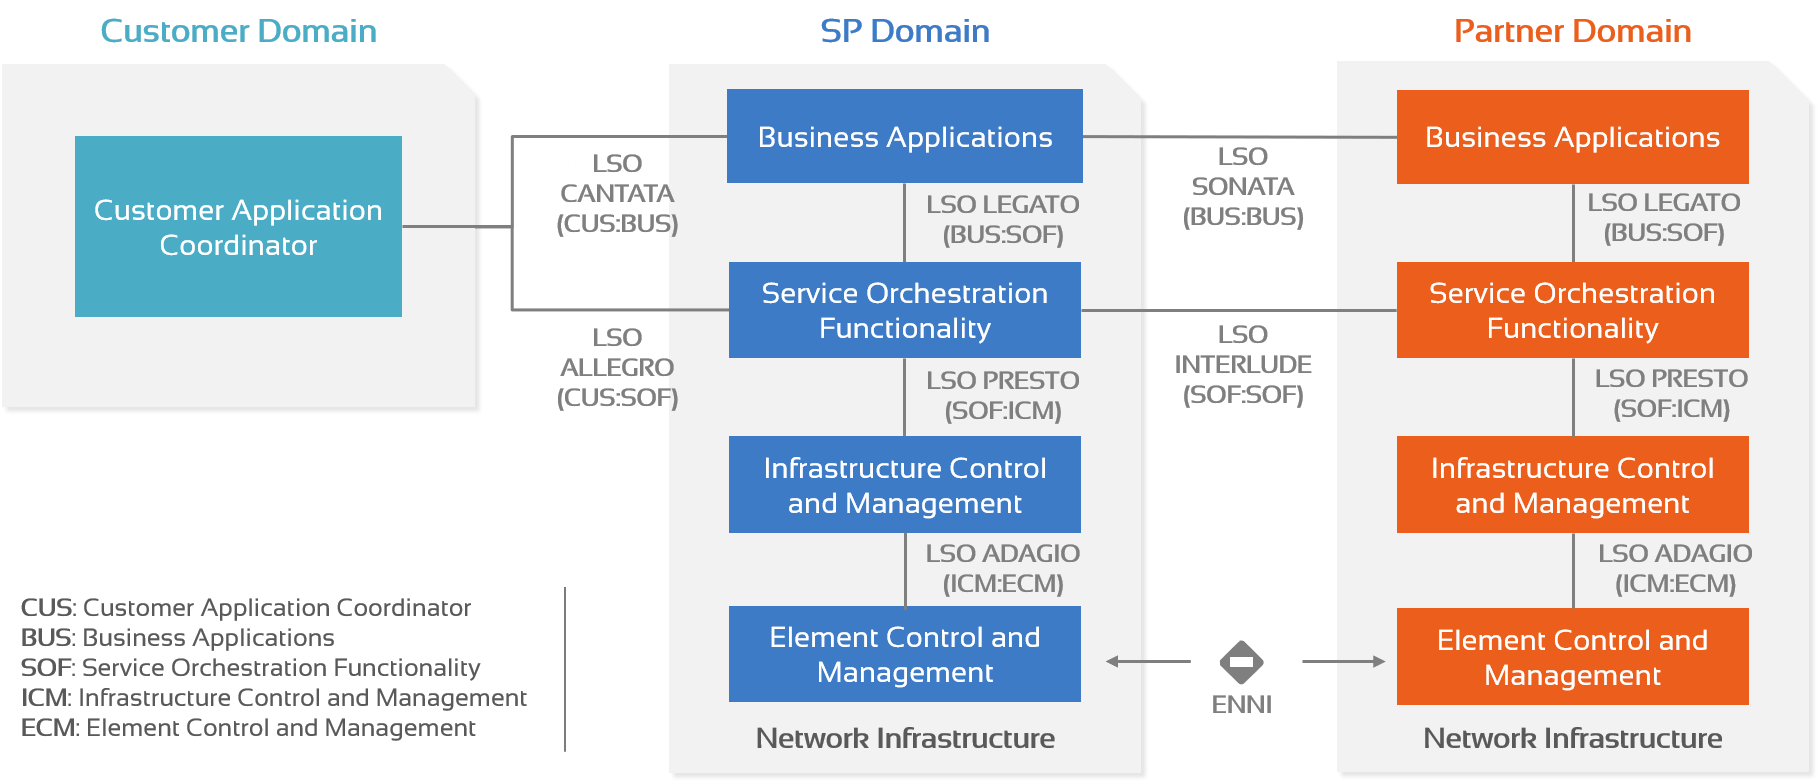 Customer Domain
SP Domain
Partner Domain
Customer Application
Coordinator
LSO
CANTATA
(CUS:BUS)
LSO
ALLEGRO
(CUS:SOF)
Business Applications
LSO LEGATO
(BUS:SOF)
Service Orchestration
Functionality
LSO PRESTO
(SOF:ICM)
Infrastructure Control
and Management
LSO ADAGIO
(ICM:ECM)
Element Control and
Management
Network Infrastructure
LSO
SONATA
(BUS:BUS)
LSO
INTERLUDE
(SOF:SOF)
ENNI
Business Applications
LSO LEGATO
(BUS:SOF)
Service Orchestration
Functionality
LSO PRESTO
(SOF:ICM)
Infrastructure Control
and Management
LSO ADAGIO
(ICM:ECM)
Element Control and
Management
Network Infrastructure
CUS: Customer Application Coordinator
BUS: Business Applications
SOF: Service Orchestration Functionality
ICM: Infrastructure Control and Management
ECM: Element Control and Management